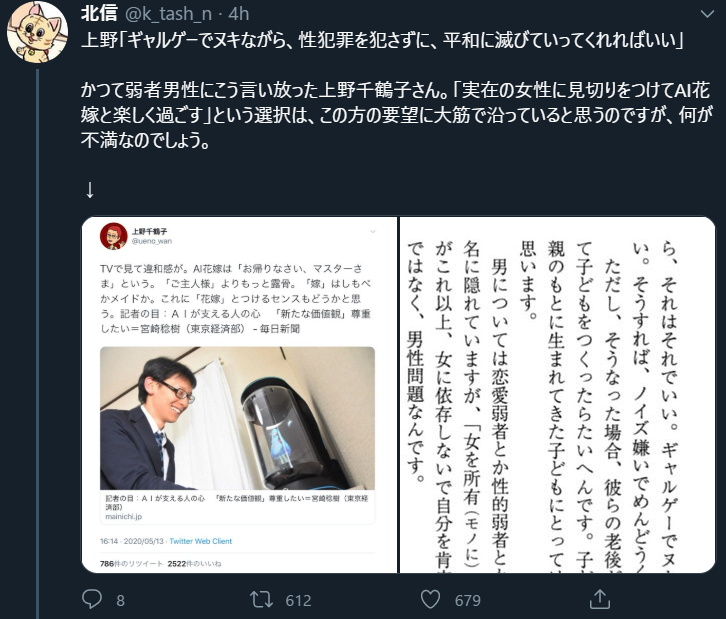 北信 @k_tash_n · 4h
上野「ギャルゲーでヌキながら、性犯罪を犯さずに、平和に滅びていってくれればいい」
かつて弱者男性にこう言い放った上野千鶴子さん。「実在の女性に見切りをつけてAI花
嫁と楽しく過ごす」という選択は、この方の要望に大筋で沿っていると思うのですが、何が
不満なのでしょう。
↓
上野千鶴子
@ueno_wan
TVで見て違和感が。AI花嫁は「お帰りなさい、マスターさ
ま」という。「ご主人様」よりもっと露骨。「嫁」はしもべ
かメイドか。これに「花嫁」とつけるセンスもどうかと思
う。記者の目：ＡＩが支える人の心　「新たな価値観」尊重
したい＝宮崎稔樹（東京経済部） - 毎日新聞
記者の目：ＡＩが支える人の心　「新たな価値観」尊重したい＝宮崎稔樹（東京経
済部）
mainichi.jp
16:14 · 2020/05/13 · Twitter Web Client
786件のリツイート 2522件のいいね
ら、それはそれでいい。ギャルゲーでヌ
い。そうすれば、ノイズ嫌いでめんどう
ただし、そうなった場合、彼らの老後
て子どもをつくったらたいへんです。子
親のもとに生まれてきた子どもにとって
思います。
男については恋愛弱者とか性的弱者と
名に隠れていますが、「女を所有（モノに）
がこれ以上、女に依存しないで自分を肯
ではなく、男性問題なんです。
8
612
679